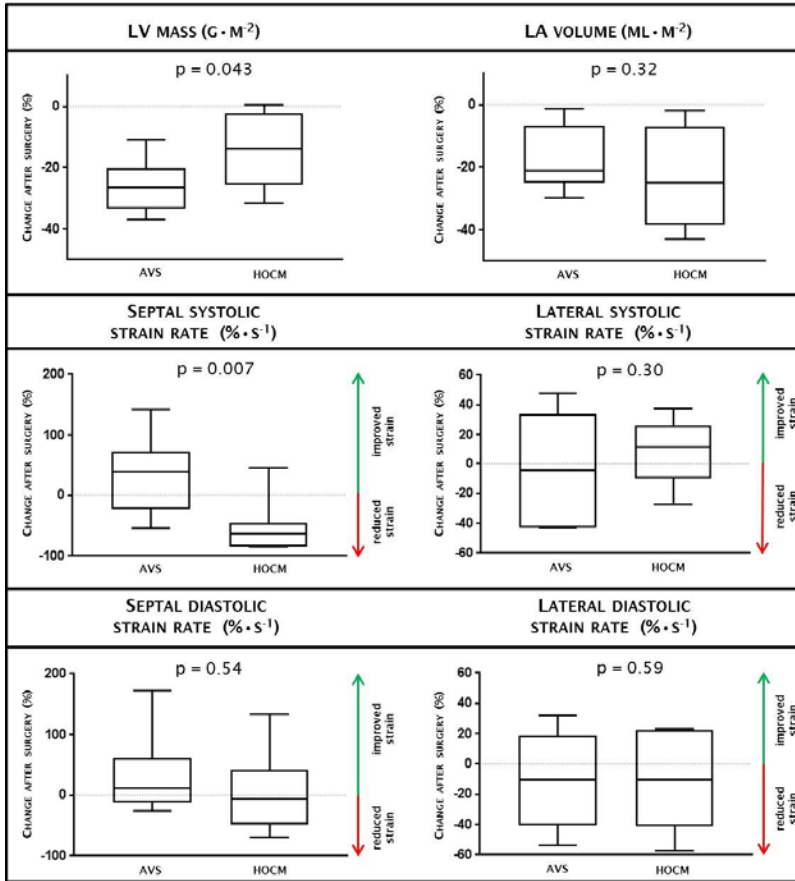 LV MASS (G·M⁻²)
LA VOLUME (ML·M⁻²)
p = 0.043
CHANGE AFTER SURGERY (%)
0
-20
-40
AVS
HOCM
p = 0.32
CHANGE AFTER SURGERY (%)
0
-20
-40
AVS
HOCM
SEPTAL SYSTOLIC
STRAIN RATE (%·S⁻¹)
LATERAL SYSTOLIC
STRAIN RATE (%·S⁻¹)
p = 0.007
CHANGE AFTER SURGERY (%)
200
100
0
-100
AVS
HOCM
improved
strain
reduced
strain
p = 0.30
CHANGE AFTER SURGERY (%)
60
40
20
0
-20
-40
-60
AVS
HOCM
improved
strain
reduced
strain
SEPTAL DIASTOLIC
STRAIN RATE (%·S⁻¹)
LATERAL DIASTOLIC
STRAIN RATE (%·S⁻¹)
p = 0.54
CHANGE AFTER SURGERY (%)
200
100
0
-100
AVS
HOCM
improved
strain
reduced
strain
p = 0.59
CHANGE AFTER SURGERY (%)
60
40
20
0
-20
-40
-60
AVS
HOCM
improved
strain
reduced
strain